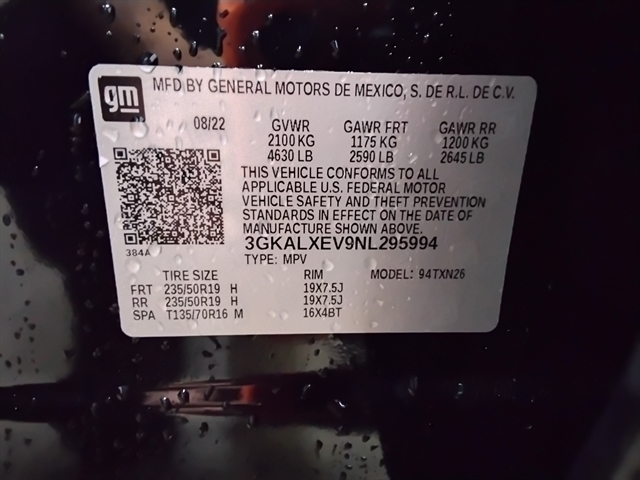 gm
MFD BY GENERAL MOTORS DE MEXICO, S. DE R.L. DE C.V.
08/22 GVWR GAWR FRT GAWR RR
2100 KG 1175 KG 1200 KG
4630 LB 2590 LB 2645 LB
THIS VEHICLE CONFORMS TO ALL
APPLICABLE U.S. FEDERAL MOTOR
VEHICLE SAFETY AND THEFT PREVENTION
STANDARDS IN EFFECT ON THE DATE OF
MANUFACTURE SHOWN ABOVE.
3GKALXEV9NL295994
384A
TYPE: MPV
TIRE SIZE RIM MODEL: 94TXN26
FRT 235/50R19 H 19X7.5J
RR 235/50R19 H 19X7.5J
SPA T135/70R16 M 16X4BT